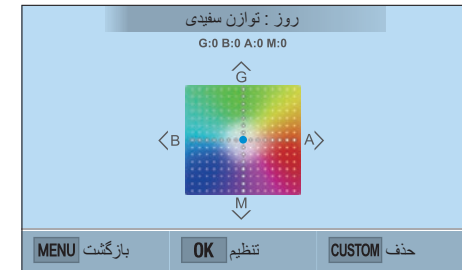 روز : توازن سفیدی
G:0 B:0 A:0 M:0
G
B A
M
MENU بازگشت OK تنظیم CUSTOM حذف